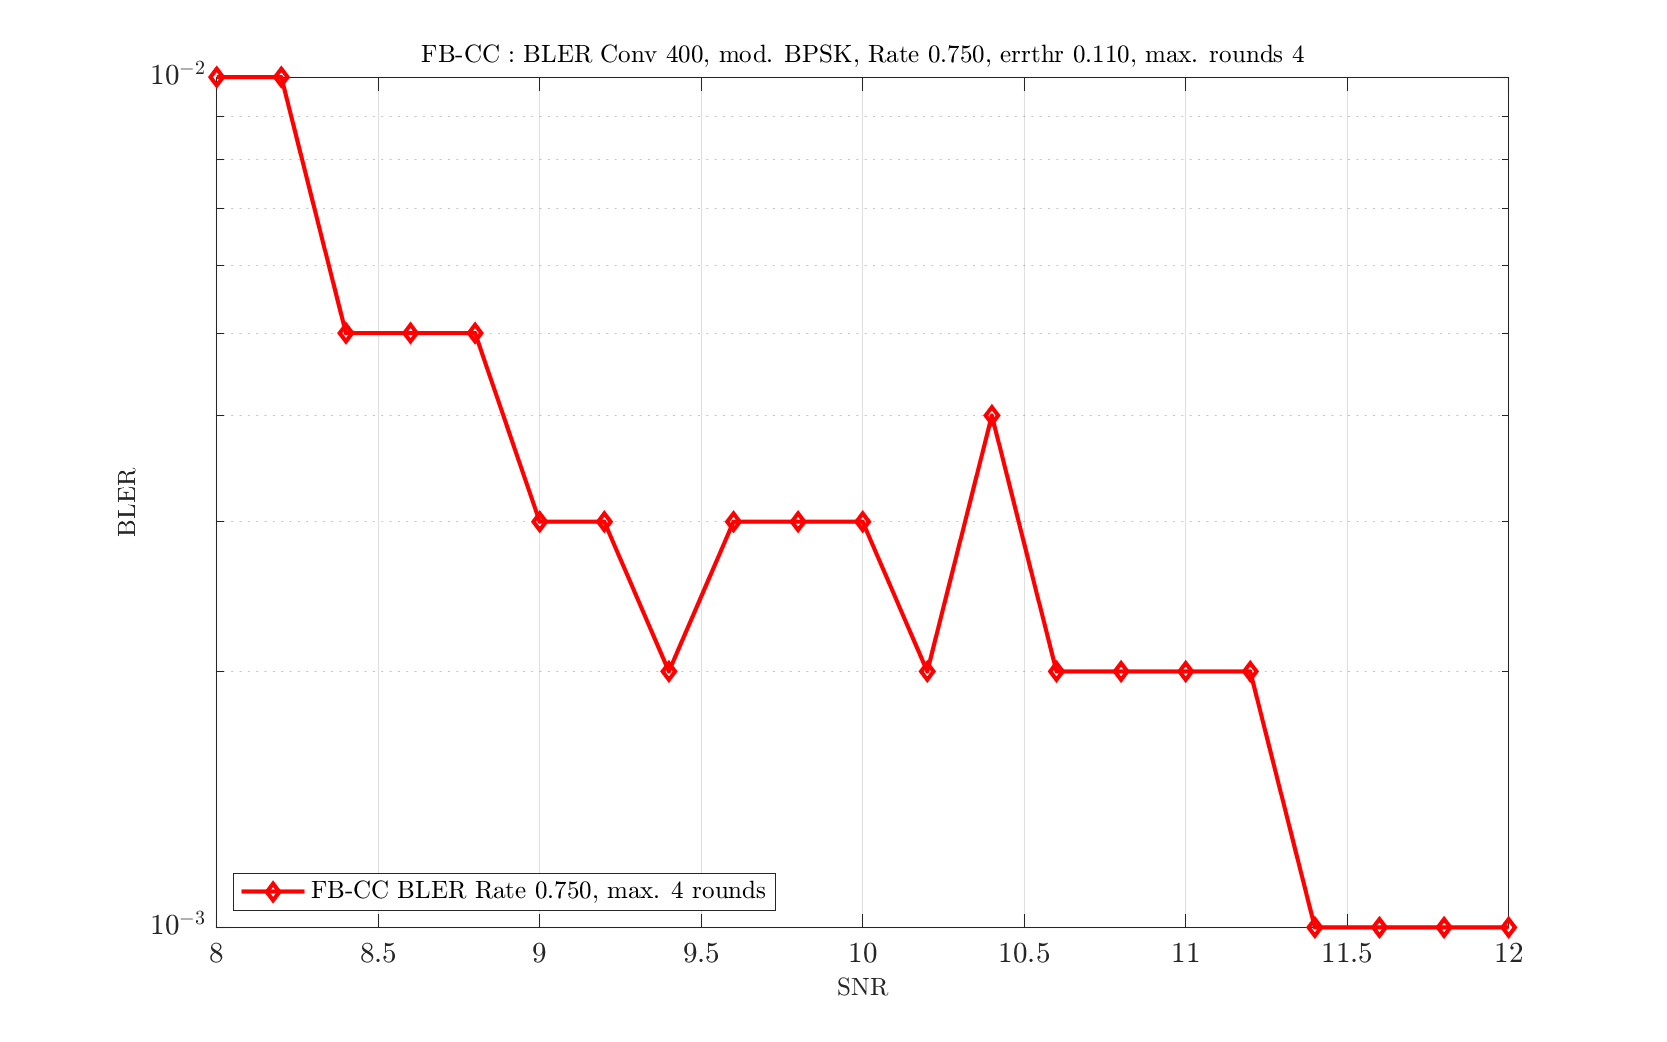 FB-CC : BLER Conv 400, mod. BPSK, Rate 0.750, errthr 0.110, max. rounds 4
10⁻²
BLER
FB-CC BLER Rate 0.750, max. 4 rounds
10⁻³
8 8.5 9 9.5 10 10.5 11 11.5 12
SNR